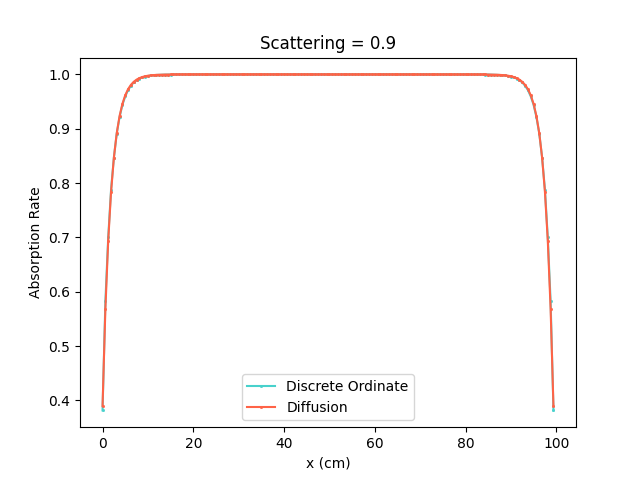 Scattering = 0.9
Absorption Rate
1.0
0.9
0.8
0.7
0.6
0.5
0.4
Discrete Ordinate
Diffusion
0 20 40 60 80 100
x (cm)